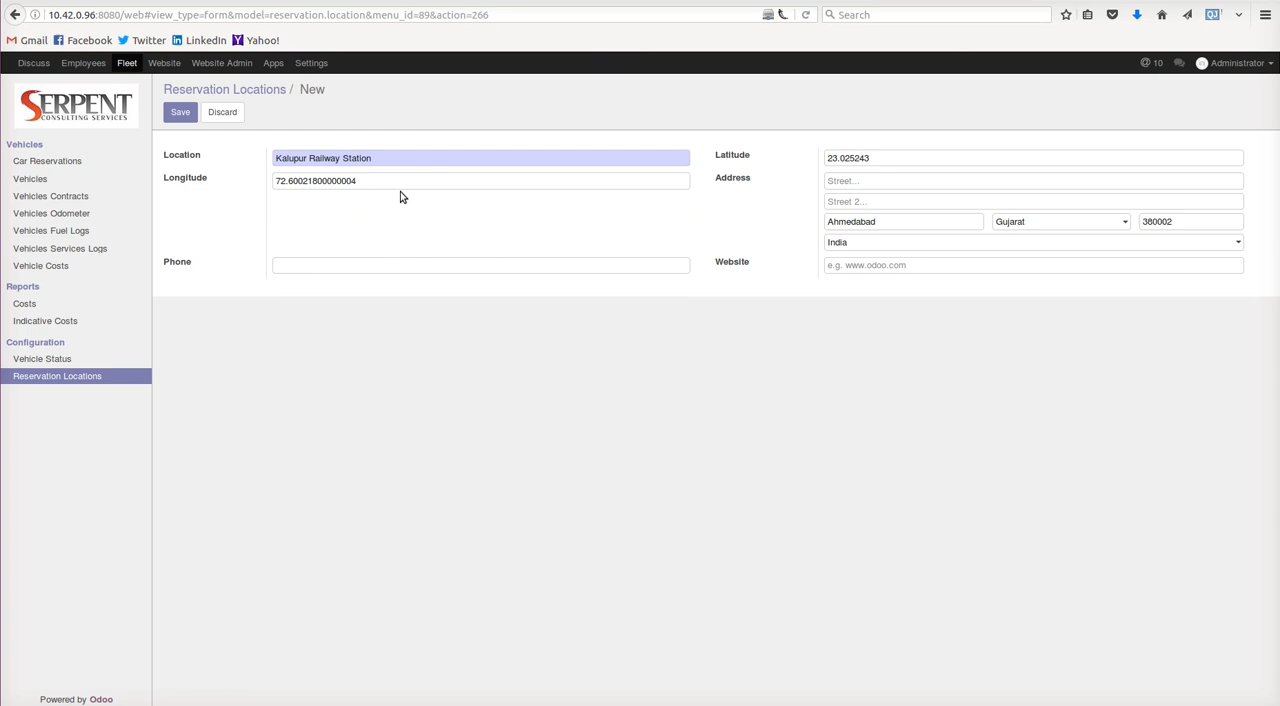 10.42.0.96:8080/web#view_type=form&model=reservation.location&menu_id=89&action=266
Search
Gmail Facebook Twitter LinkedIn Yahoo!
Discuss Employees Fleet Website Website Admin Apps Settings
@ 10 Administrator
SERPENT
CONSULTING SERVICES
Reservation Locations / New
Save Discard
Vehicles
Car Reservations
Vehicles
Vehicles Contracts
Vehicles Odometer
Vehicles Fuel Logs
Vehicles Services Logs
Vehicle Costs
Reports
Costs
Indicative Costs
Configuration
Vehicle Status
Reservation Locations
Powered by Odoo
Location Kalupur Railway Station
Longitude 72.60021800000004
Phone
Latitude 23.025243
Address Street...
Street 2...
Ahmedabad Gujarat 380002
India
Website e.g. www.odoo.com